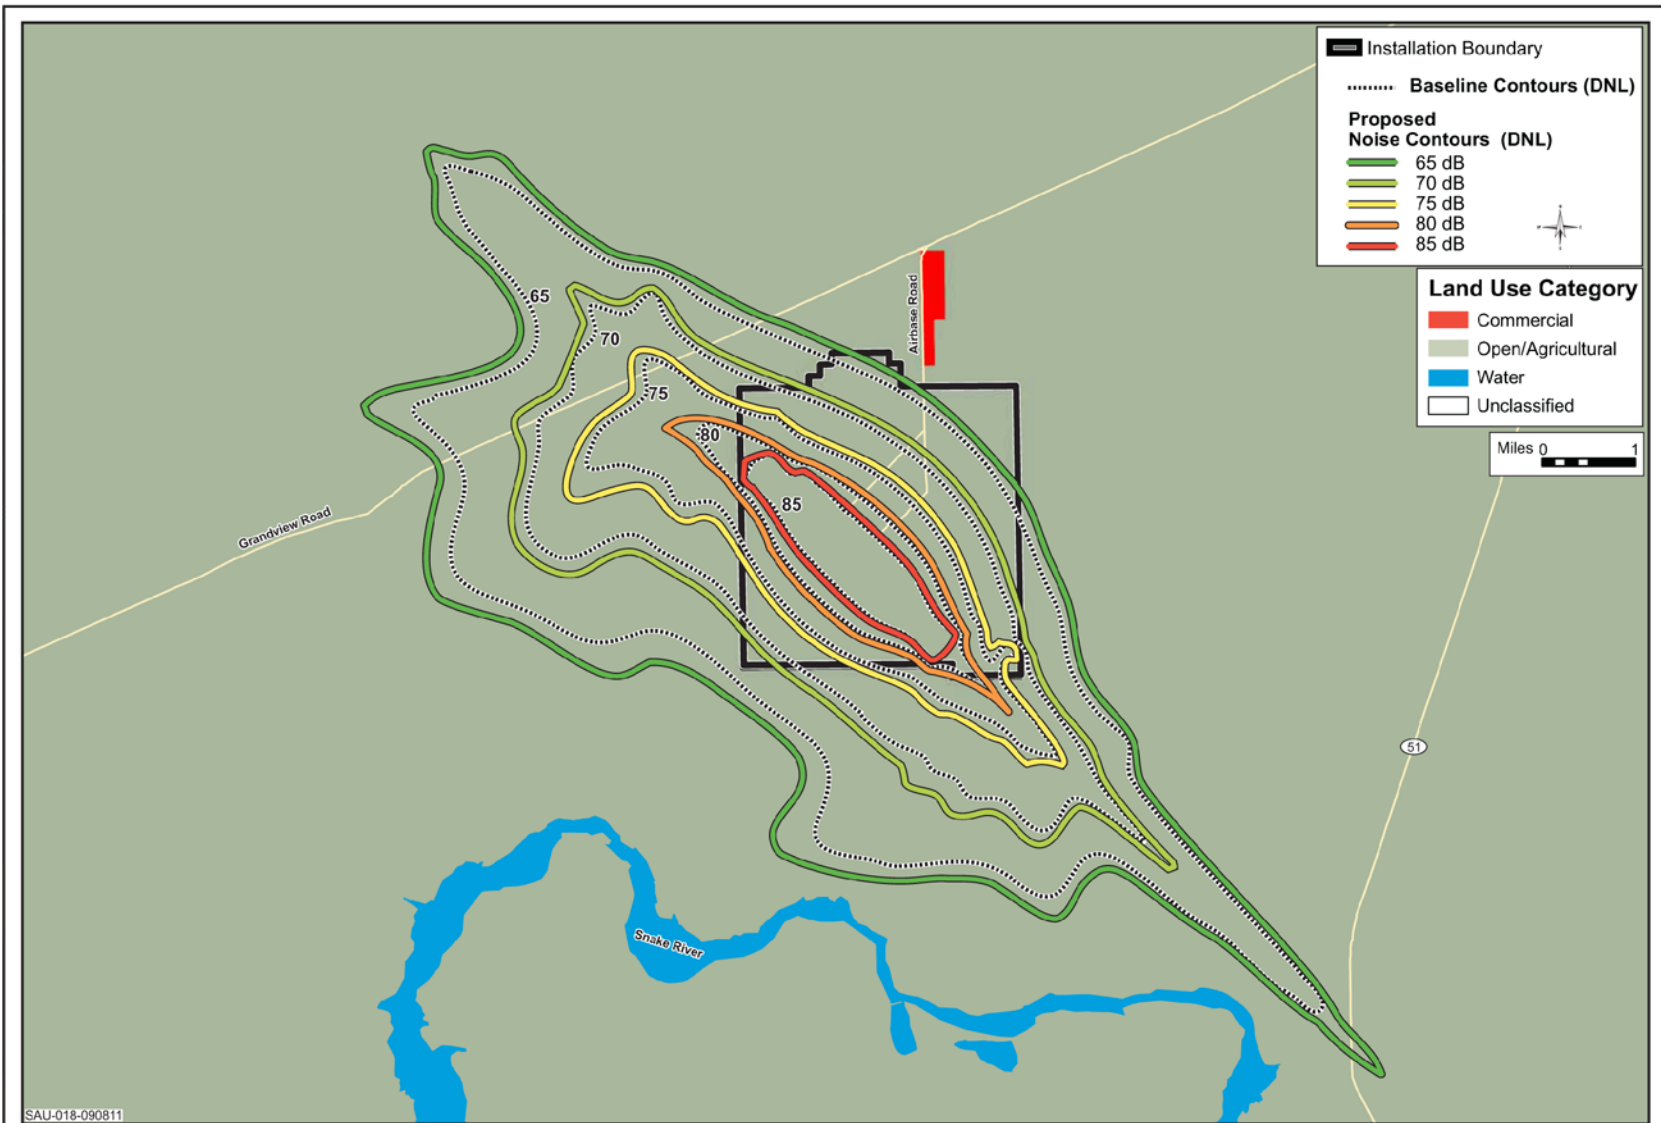 Installation Boundary
Baseline Contours (DNL)
Proposed
Noise Contours (DNL)
65 dB
70 dB
75 dB
80 dB
85 dB
Land Use Category
Commercial
Open/Agricultural
Water
Unclassified
Miles 0 1
65
70
75
80
85
Airbase Road
Grandview Road
51
Snake River
SAU-018-090811